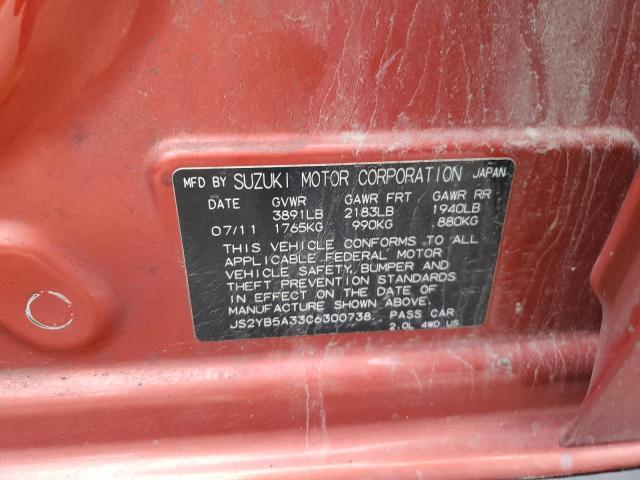 MFD BY SUZUKI MOTOR CORPORATION JAPAN
DATE GVWR GAWR FRT GAWR RR
3891LB 2183LB 1940LB
07/11 1765KG 990KG 880KG
THIS VEHICLE CONFORMS TO ALL
APPLICABLE FEDERAL MOTOR
VEHICLE SAFETY, BUMPER AND
THEFT PREVENTION STANDARDS
IN EFFECT ON THE DATE OF
MANUFACTURE SHOWN ABOVE.
JS2YB5A33C6300738 PASS CAR
2.0L 4WD US